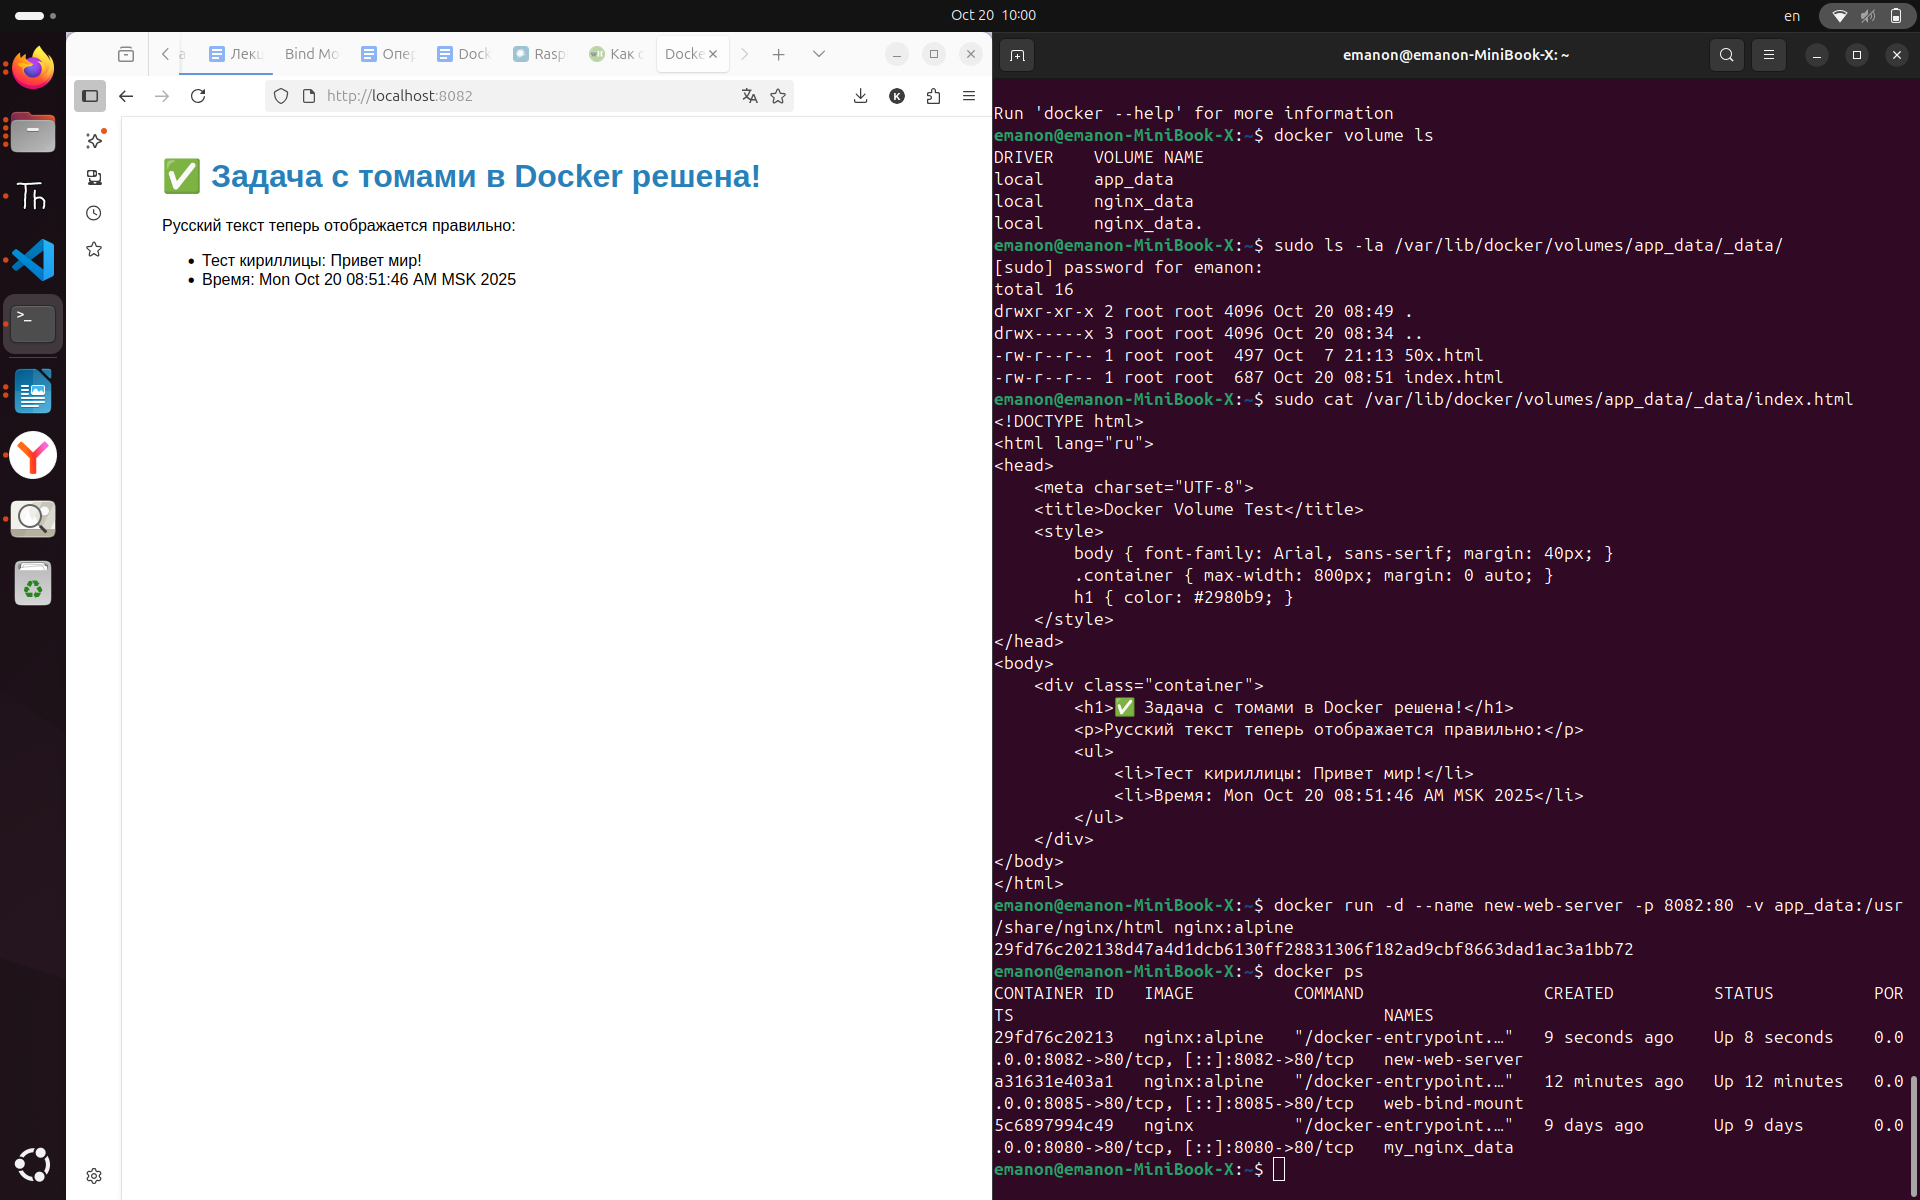 Oct 20 10:00
en
Лекц
Bind Mo
Опер
Dock
Rasp
Как с
Docke
http://localhost:8082
✅ Задача с томами в Docker решена!
Русский текст теперь отображается правильно:
• Тест кириллицы: Привет мир!
• Время: Mon Oct 20 08:51:46 AM MSK 2025
emanon@emanon-MiniBook-X: ~
Run 'docker --help' for more information
emanon@emanon-MiniBook-X:~$ docker volume ls
DRIVER    VOLUME NAME
local     app_data
local     nginx_data
local     nginx_data.
emanon@emanon-MiniBook-X:~$ sudo ls -la /var/lib/docker/volumes/app_data/_data/
[sudo] password for emanon:
total 16
drwxr-xr-x 2 root root 4096 Oct 20 08:49 .
drwx-----x 3 root root 4096 Oct 20 08:34 ..
-rw-r--r-- 1 root root  497 Oct  7 21:13 50x.html
-rw-r--r-- 1 root root  687 Oct 20 08:51 index.html
emanon@emanon-MiniBook-X:~$ sudo cat /var/lib/docker/volumes/app_data/_data/index.html
<!DOCTYPE html>
<html lang="ru">
<head>
    <meta charset="UTF-8">
    <title>Docker Volume Test</title>
    <style>
        body { font-family: Arial, sans-serif; margin: 40px; }
        .container { max-width: 800px; margin: 0 auto; }
        h1 { color: #2980b9; }
    </style>
</head>
<body>
    <div class="container">
        <h1>✅ Задача с томами в Docker решена!</h1>
        <p>Русский текст теперь отображается правильно:</p>
        <ul>
            <li>Тест кириллицы: Привет мир!</li>
            <li>Время: Mon Oct 20 08:51:46 AM MSK 2025</li>
        </ul>
    </div>
</body>
</html>
emanon@emanon-MiniBook-X:~$ docker run -d --name new-web-server -p 8082:80 -v app_data:/usr
/share/nginx/html nginx:alpine
29fd76c202138d47a4d1dcb6130ff28831306f182ad9cbf8663dad1ac3a1bb72
emanon@emanon-MiniBook-X:~$ docker ps
CONTAINER ID   IMAGE          COMMAND                  CREATED          STATUS          POR
TS                                     NAMES
29fd76c20213   nginx:alpine   "/docker-entrypoint.…"   9 seconds ago    Up 8 seconds    0.0
.0.0:8082->80/tcp, [::]:8082->80/tcp   new-web-server
a31631e403a1   nginx:alpine   "/docker-entrypoint.…"   12 minutes ago   Up 12 minutes   0.0
.0.0:8085->80/tcp, [::]:8085->80/tcp   web-bind-mount
5c6897994c49   nginx          "/docker-entrypoint.…"   9 days ago       Up 9 days       0.0
.0.0:8080->80/tcp, [::]:8080->80/tcp   my_nginx_data
emanon@emanon-MiniBook-X:~$